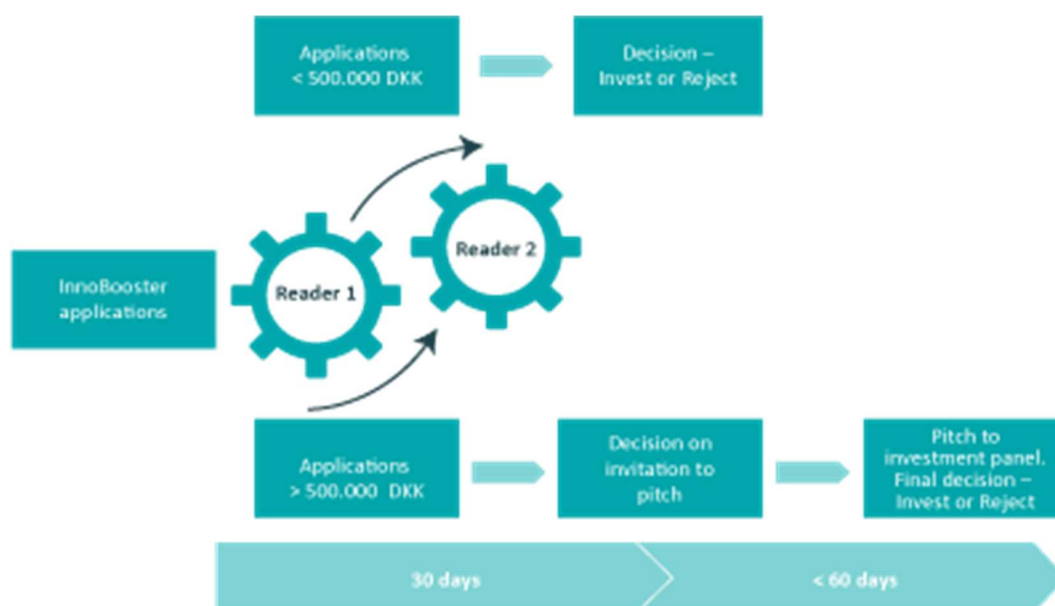 Applications
< 500.000 DKK
Decision –
Invest or Reject
Reader 2
Reader 1
InnoBooster
applications
Applications
> 500.000 DKK
Decision on
invitation to
pitch
Pitch to
investment panel.
Final decision –
Invest or Reject
30 days
< 60 days